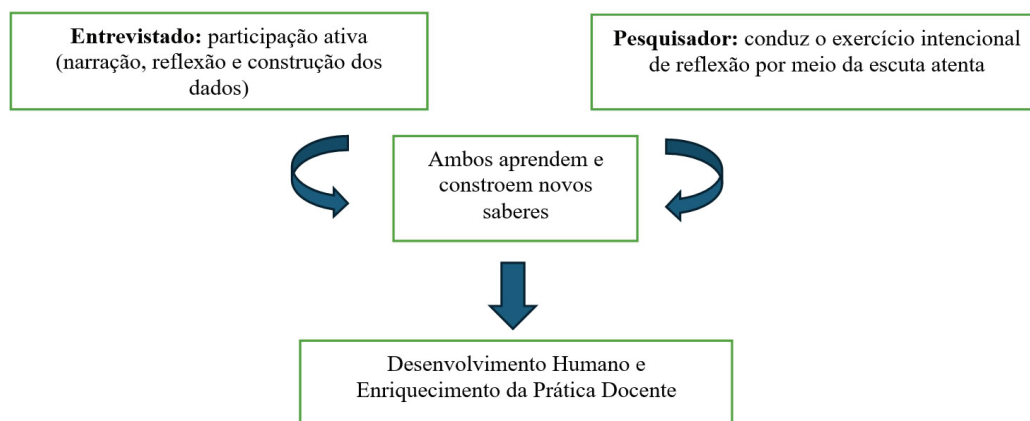 Entrevistado: participação ativa
(narração, reflexão e construção dos
dados)
Pesquisador: conduz o exercício intencional
de reflexão por meio da escuta atenta
Ambos aprendem e
constroem novos
saberes
Desenvolvimento Humano e
Enriquecimento da Prática Docente